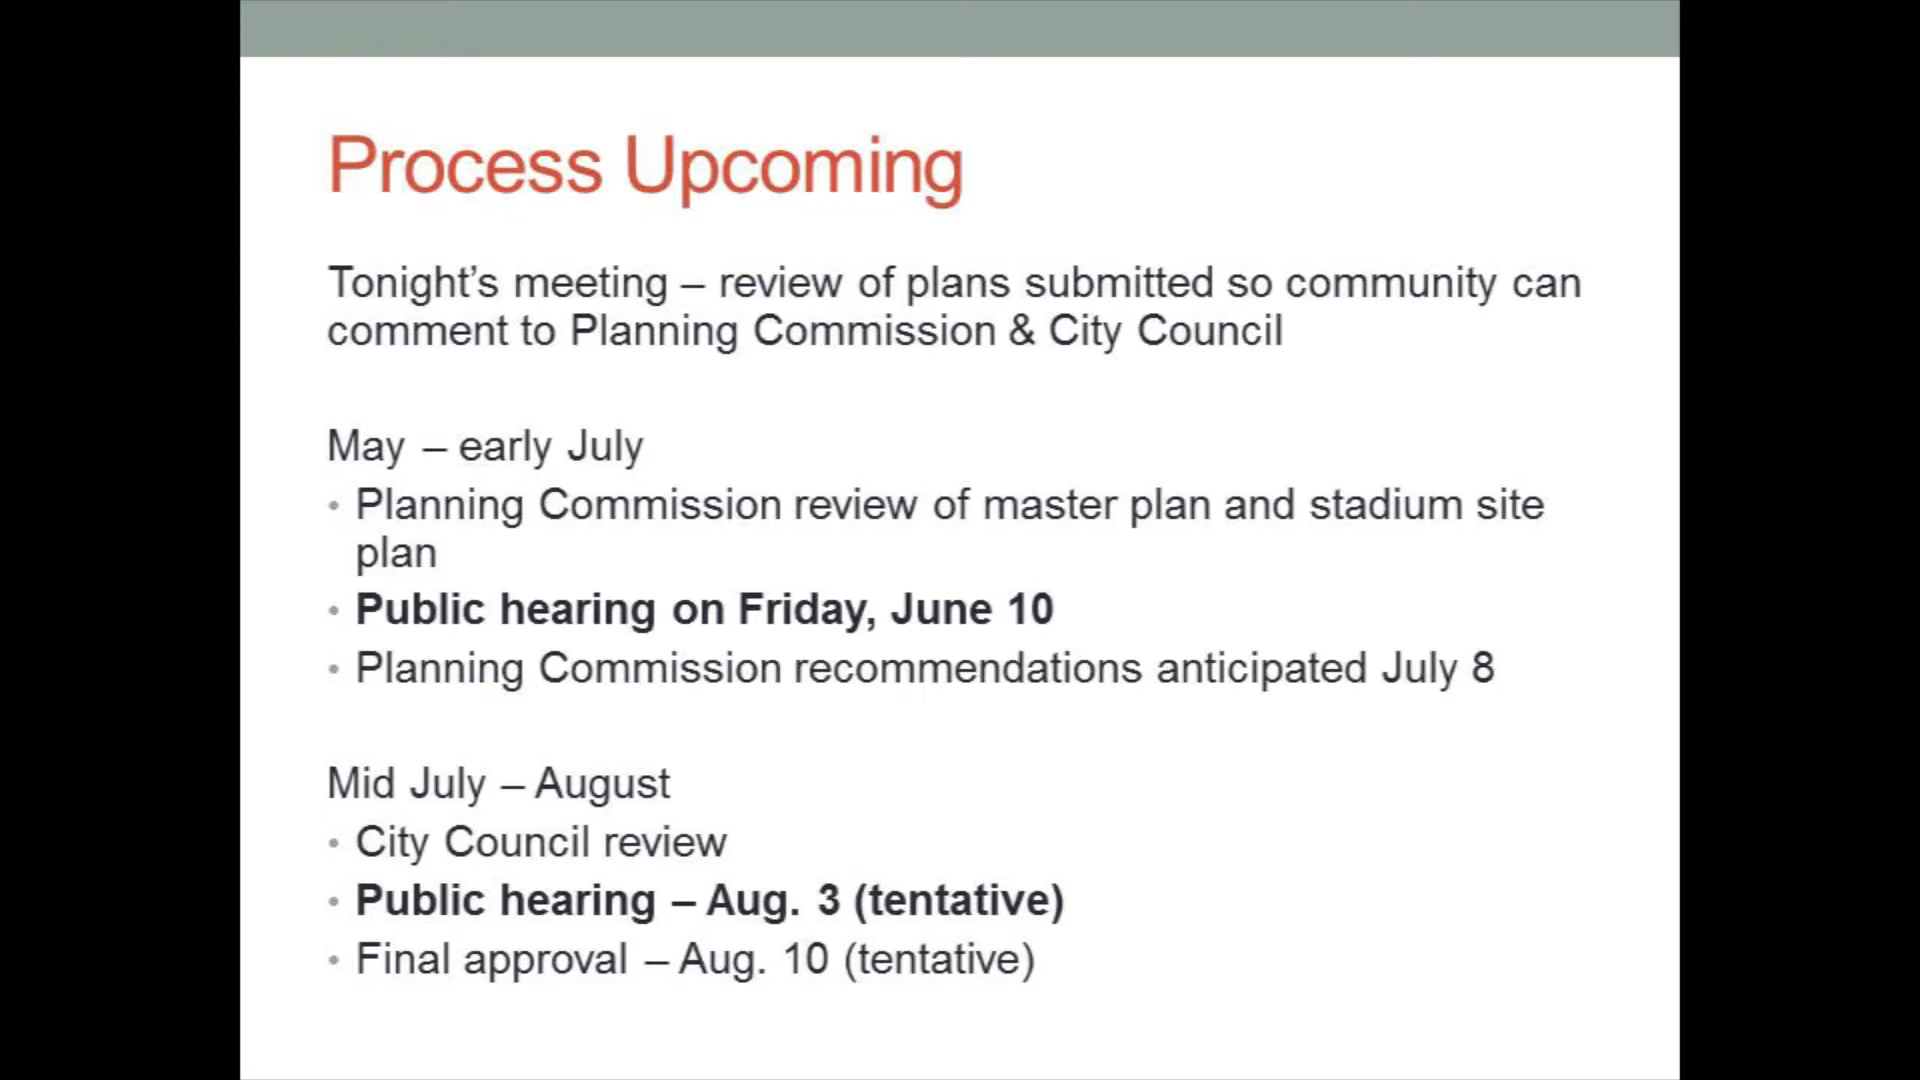 Process Upcoming
Tonight’s meeting – review of plans submitted so community can
comment to Planning Commission & City Council
May – early July
• Planning Commission review of master plan and stadium site
plan
• Public hearing on Friday, June 10
• Planning Commission recommendations anticipated July 8
Mid July – August
• City Council review
• Public hearing – Aug. 3 (tentative)
• Final approval – Aug. 10 (tentative)